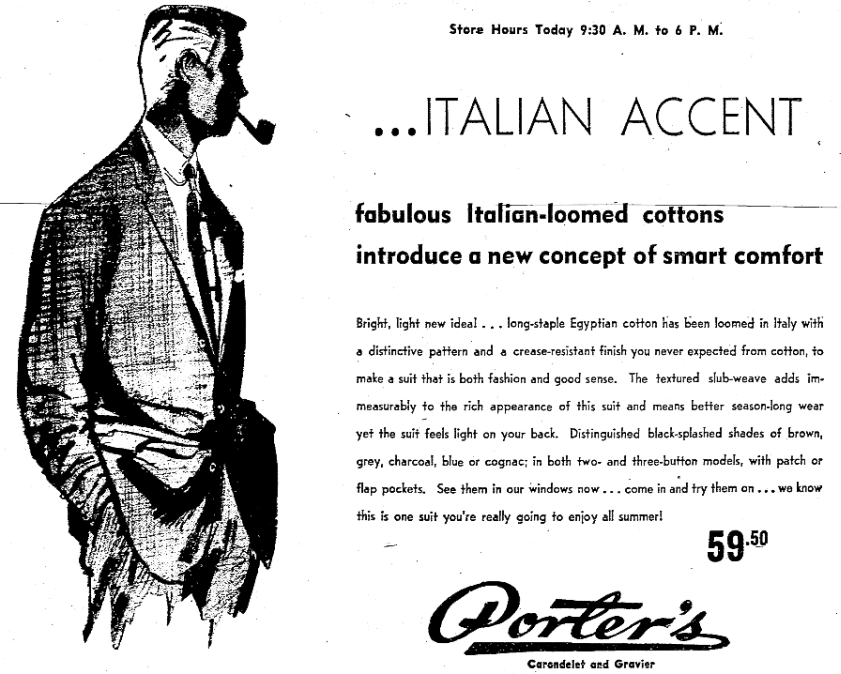 Store Hours Today 9:30 A. M. to 6 P. M.
...ITALIAN ACCENT
fabulous Italian-loomed cottons
introduce a new concept of smart comfort
Bright, light new idea! . . . long-staple Egyptian cotton has been loomed in Italy with
a distinctive pattern and a crease-resistant finish you never expected from cotton, to
make a suit that is both fashion and good sense. The textured slub-weave adds im-
measurably to the rich appearance of this suit and means better season-long wear
yet the suit feels light on your back. Distinguished black-splashed shades of brown,
grey, charcoal, blue or cognac; in both two- and three-button models, with patch or
flap pockets. See them in our windows now . . . come in and try them on . . . we know
this is one suit you're really going to enjoy all summer!
59.50
Porter's
Carondelet and Gravier